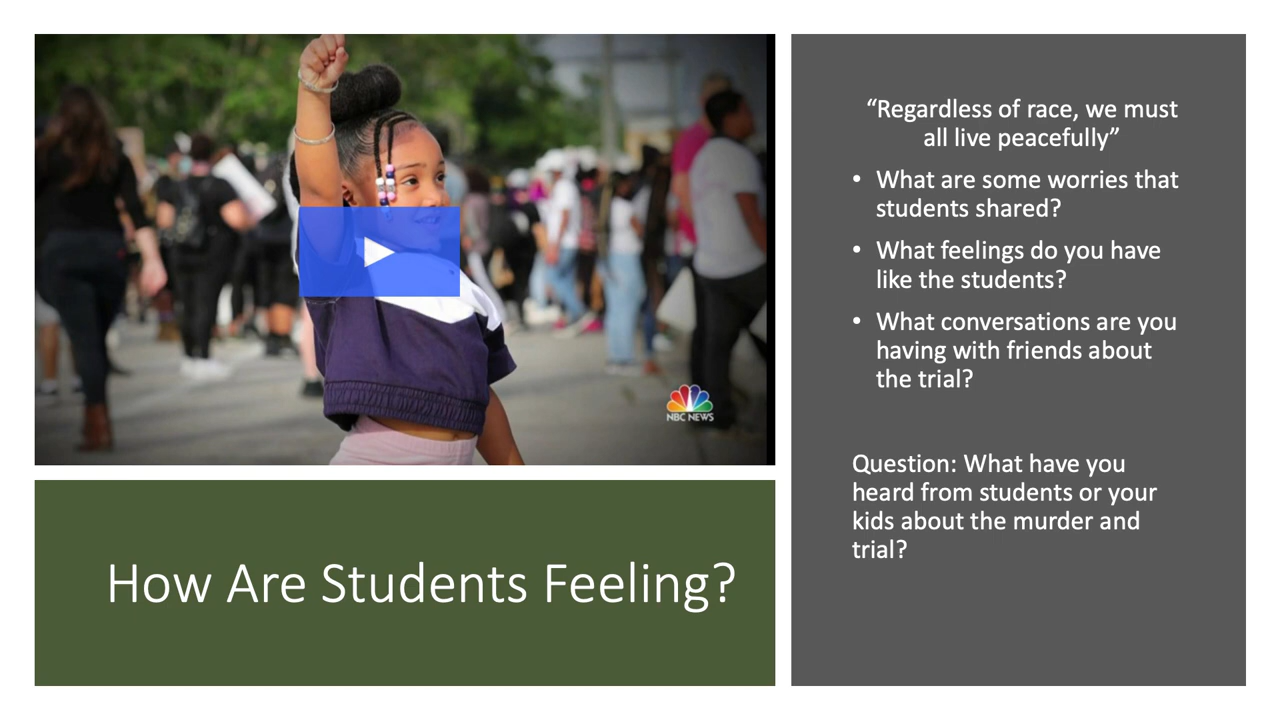 NBC NEWS
How Are Students Feeling?
“Regardless of race, we must
all live peacefully”
• What are some worries that
students shared?
• What feelings do you have
like the students?
• What conversations are you
having with friends about
the trial?
Question: What have you
heard from students or your
kids about the murder and
trial?